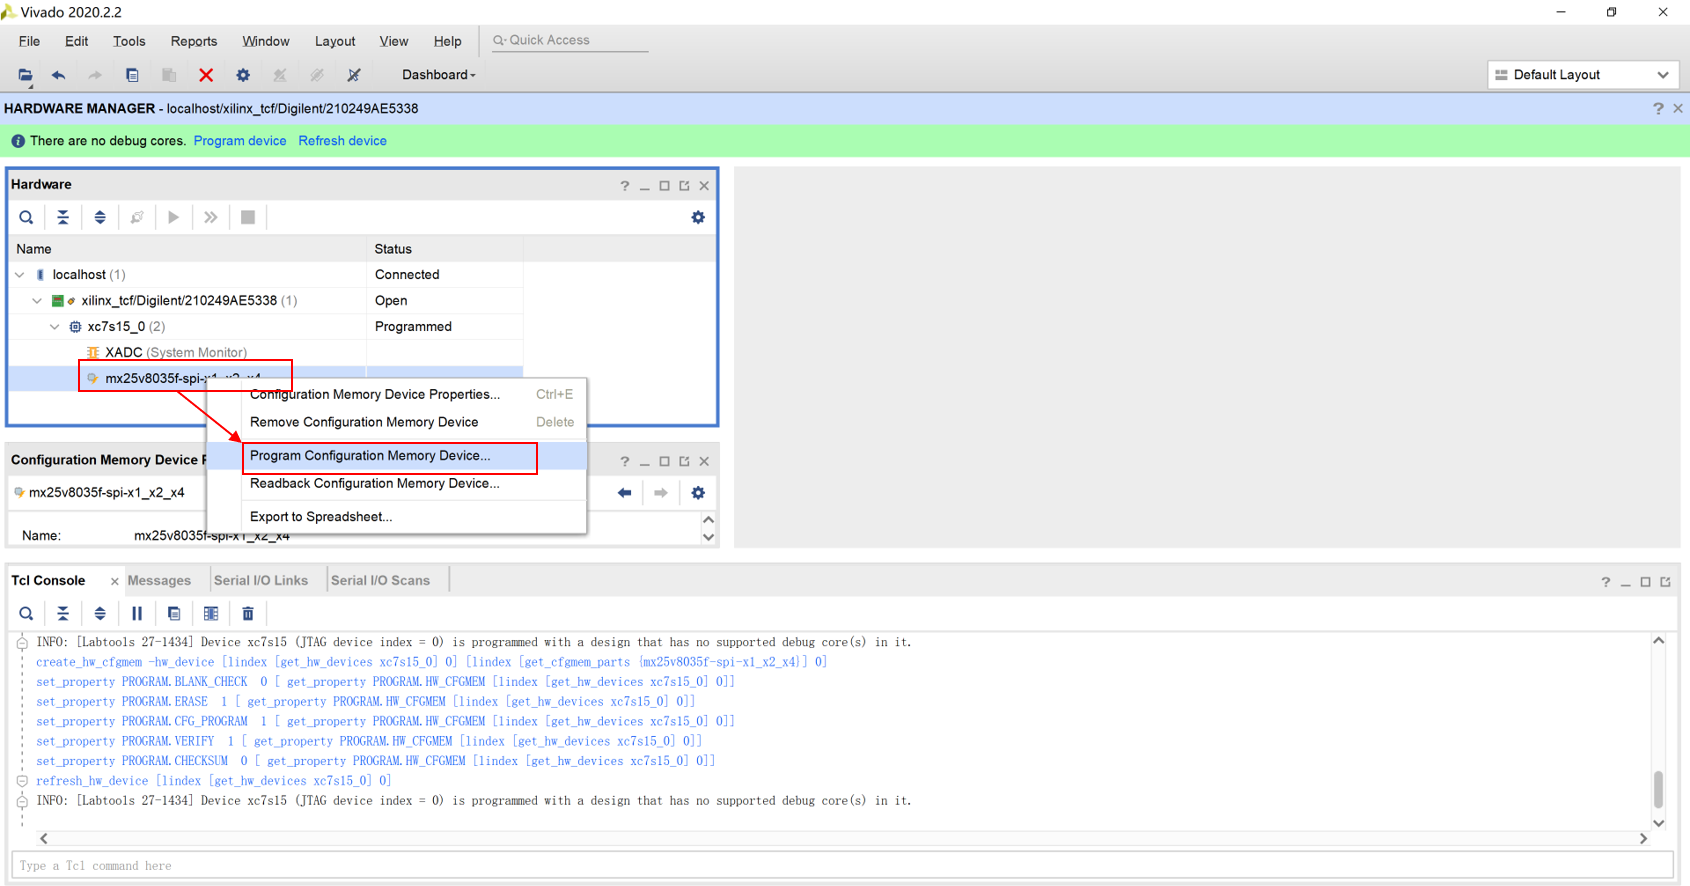 Vivado 2020.2.2
File Edit Tools Reports Window Layout View Help Quick Access
Dashboard Default Layout
HARDWARE MANAGER - localhost/xilinx_tcf/Digilent/210249AE5338
There are no debug cores. Program device Refresh device
Hardware
Name Status
localhost (1) Connected
xilinx_tcf/Digilent/210249AE5338 (1) Open
xc7s15_0 (2) Programmed
XADC (System Monitor)
mx25v8035f-spi-x1_x2_x4
Configuration Memory Device Properties... Ctrl+E
Remove Configuration Memory Device Delete
Program Configuration Memory Device...
Readback Configuration Memory Device...
Export to Spreadsheet...
Configuration Memory Device P
mx25v8035f-spi-x1_x2_x4
Name: mx25v8035f-spi-x1_x2_x4
Tcl Console Messages Serial I/O Links Serial I/O Scans
INFO: [Labtools 27-1434] Device xc7s15 (JTAG device index = 0) is programmed with a design that has no supported debug core(s) in it.
create_hw_cfgmem -hw_device [lindex [get_hw_devices xc7s15_0] 0] [lindex [get_cfgmem_parts {mx25v8035f-spi-x1_x2_x4}] 0]
set_property PROGRAM.BLANK_CHECK 0 [ get_property PROGRAM.HW_CFGMEM [lindex [get_hw_devices xc7s15_0] 0]]
set_property PROGRAM.ERASE 1 [ get_property PROGRAM.HW_CFGMEM [lindex [get_hw_devices xc7s15_0] 0]]
set_property PROGRAM.CFG_PROGRAM 1 [ get_property PROGRAM.HW_CFGMEM [lindex [get_hw_devices xc7s15_0] 0]]
set_property PROGRAM.VERIFY 1 [ get_property PROGRAM.HW_CFGMEM [lindex [get_hw_devices xc7s15_0] 0]]
set_property PROGRAM.CHECKSUM 0 [ get_property PROGRAM.HW_CFGMEM [lindex [get_hw_devices xc7s15_0] 0]]
refresh_hw_device [lindex [get_hw_devices xc7s15_0] 0]
INFO: [Labtools 27-1434] Device xc7s15 (JTAG device index = 0) is programmed with a design that has no supported debug core(s) in it.
Type a Tcl command here